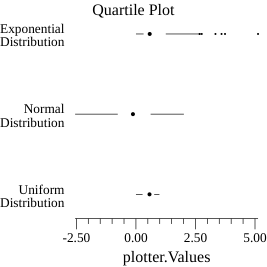 Quartile Plot
Exponential
Distribution
Normal
Distribution
Uniform
Distribution
-2.50 0.00 2.50 5.00
plotter.Values